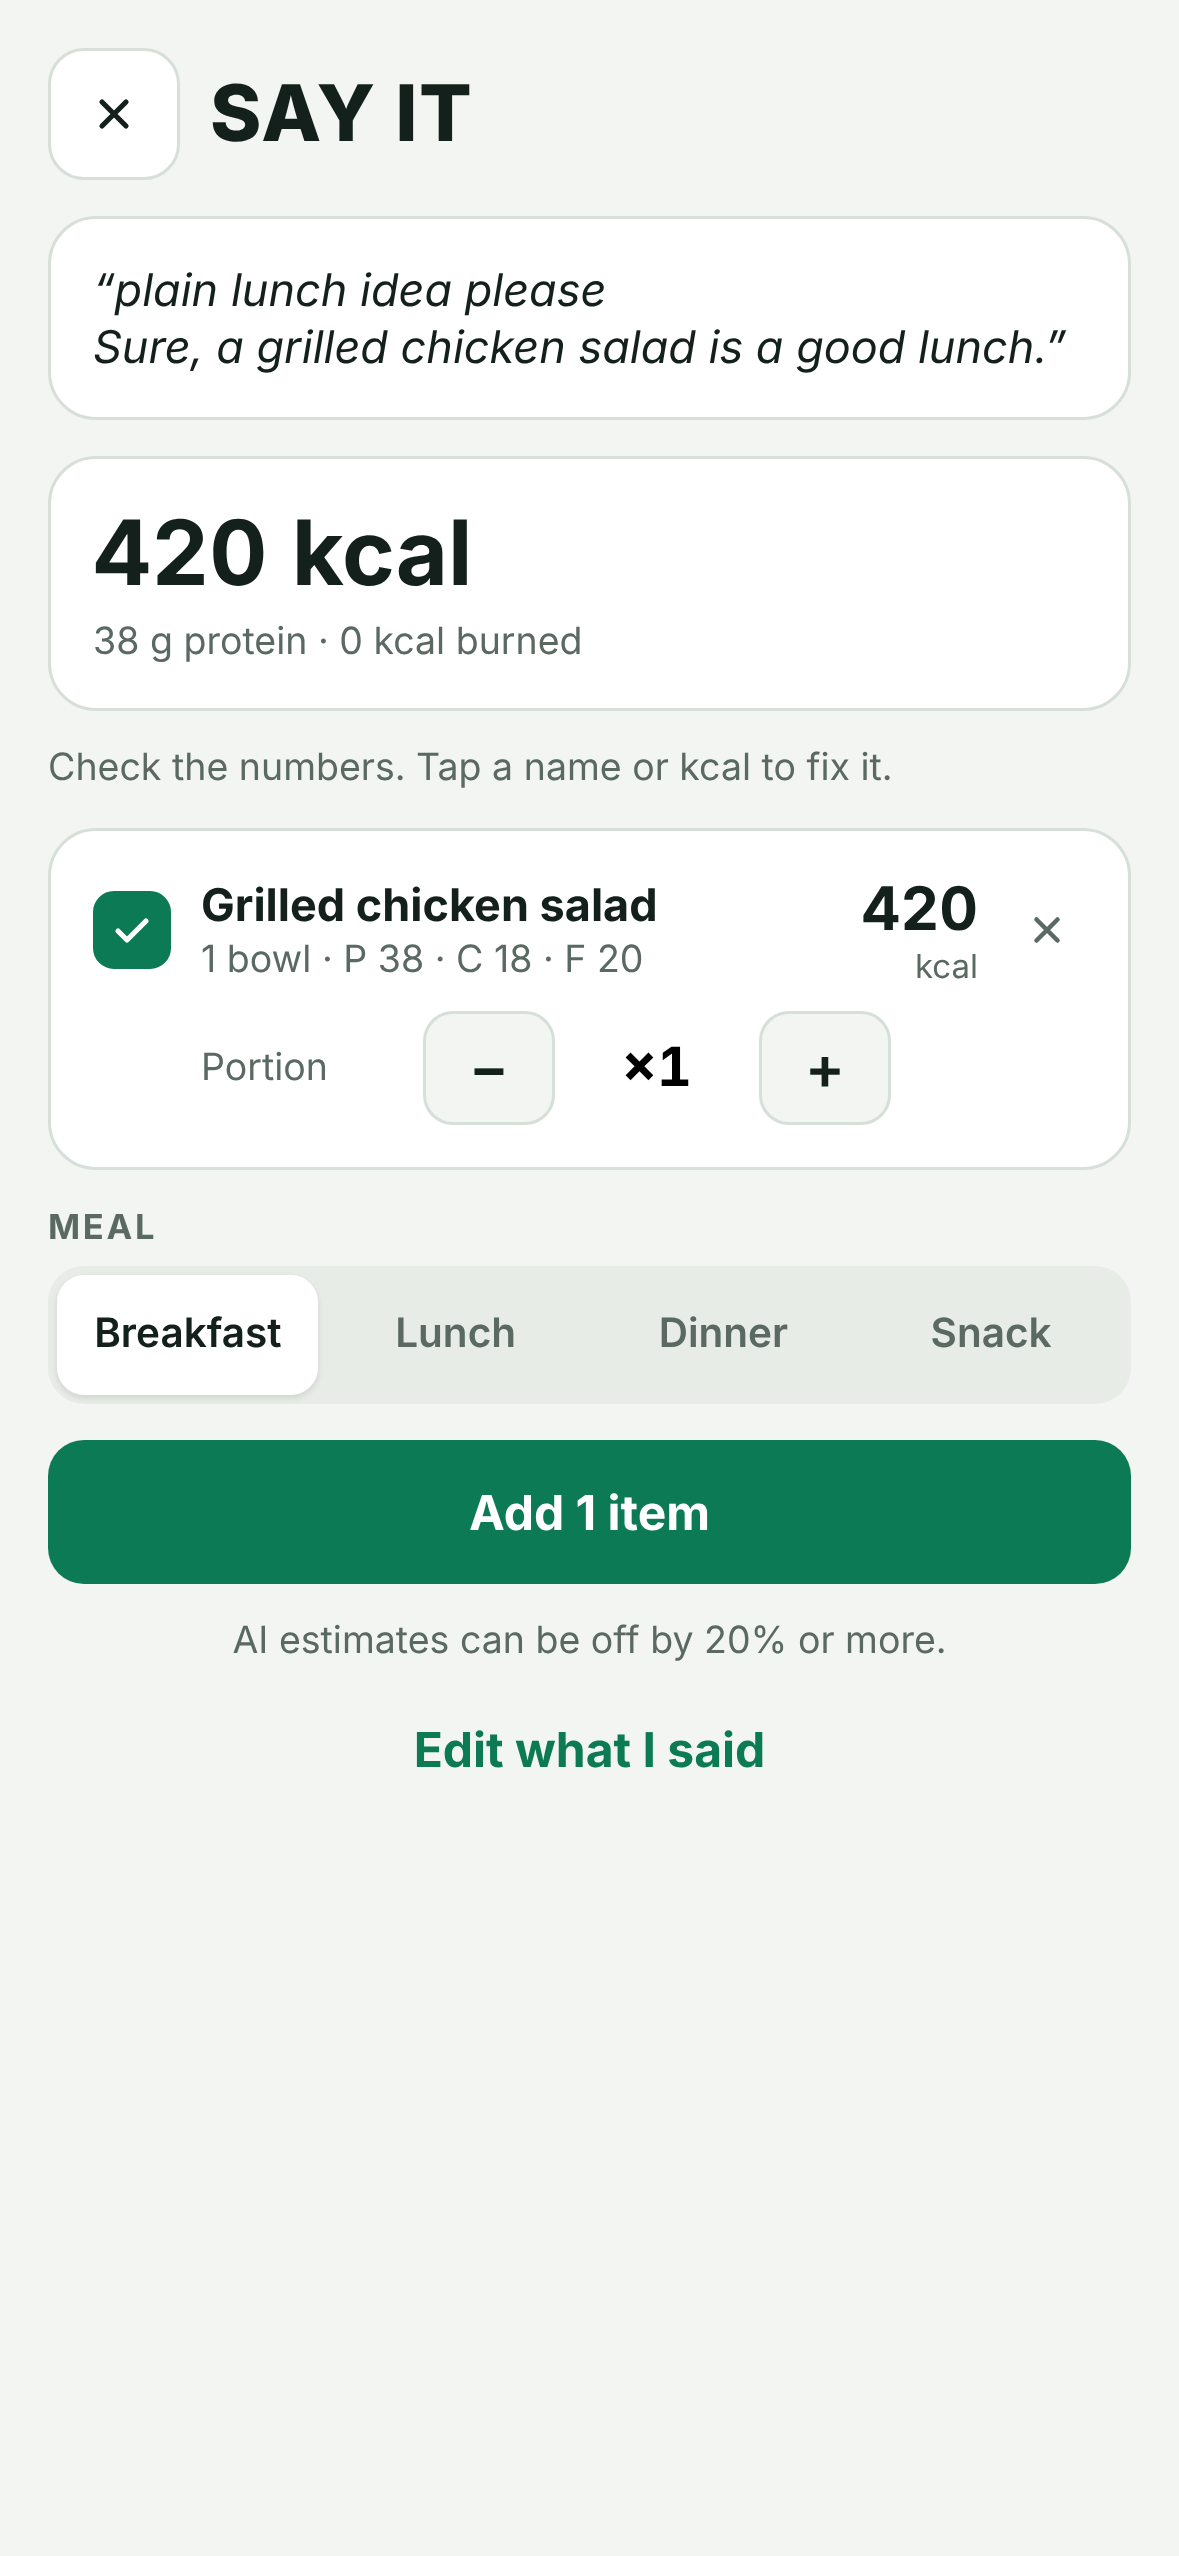 SAY IT
“plain lunch idea please
Sure, a grilled chicken salad is a good lunch.”
420 kcal
38 g protein · 0 kcal burned
Check the numbers. Tap a name or kcal to fix it.
Grilled chicken salad
1 bowl · P 38 · C 18 · F 20
420
kcal
Portion
−
×1
+
MEAL
Breakfast
Lunch
Dinner
Snack
Add 1 item
AI estimates can be off by 20% or more.
Edit what I said